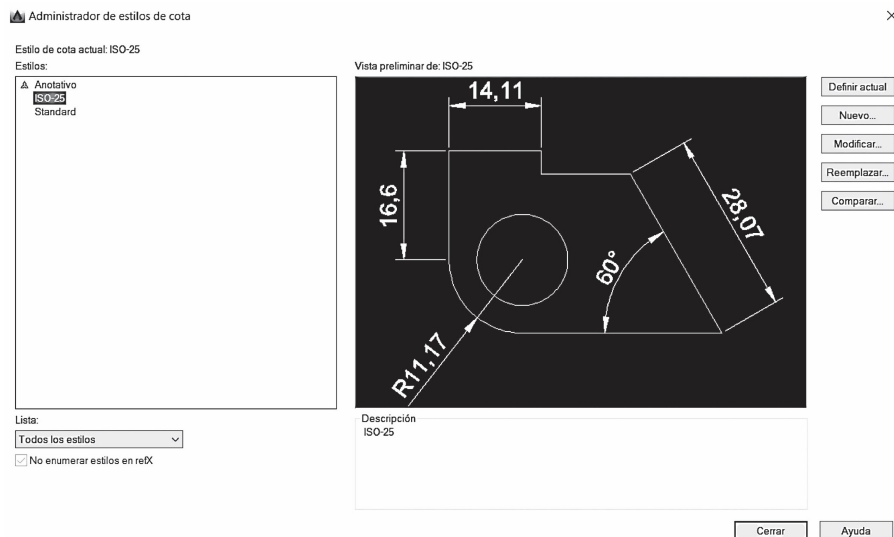 Administrador de estilos de cota
Estilo de cota actual: ISO-25
Estilos:
Anotativo
ISO-25
Standard
Lista:
Todos los estilos
No enumerar estilos en refX
Vista preliminar de: ISO-25
14,11
16,6
28,07
60°
R11,17
Descripción
ISO-25
Definir actual
Nuevo...
Modificar...
Reemplazar...
Comparar...
Cerrar
Ayuda